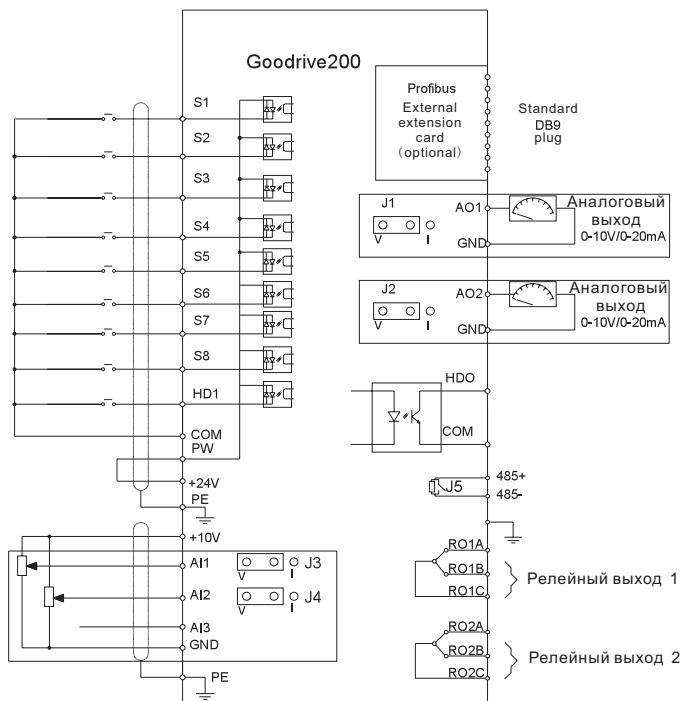 Goodrive200
S1
S2
S3
S4
S5
S6
S7
S8
HD1
COM
PW
+24V
PE
+10V
AI1
V
I
J3
AI2
V
I
J4
AI3
GND
PE
Profibus
External
extension
card
(optional)
Standard
DB9
plug
J1
V
I
AO1
GND
Аналоговый
выход
0-10V/0-20mA
J2
V
I
AO2
GND
Аналоговый
выход
0-10V/0-20mA
HDO
COM
J5
485+
485-
RO1A
RO1B
RO1C
Релейный выход 1
RO2A
RO2B
RO2C
Релейный выход 2